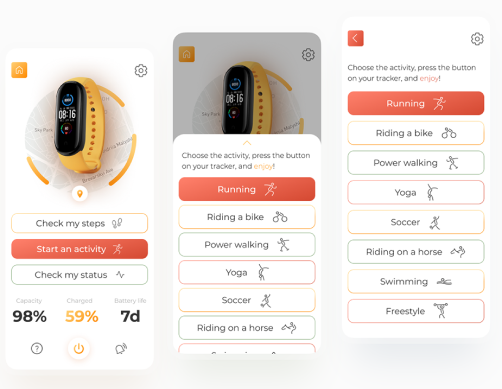 08:16
Sky Park
Check my steps
Start an activity
Check my status
Capacity
Charged
Battery life
98%
59%
7d
08:16
Choose the activity, press the button
on your tracker, and enjoy!
Running
Riding a bike
Power walking
Yoga
Soccer
Riding on a horse
Swimming
Choose the activity, press the button
on your tracker, and enjoy!
Running
Riding a bike
Power walking
Yoga
Soccer
Riding on a horse
Swimming
Freestyle